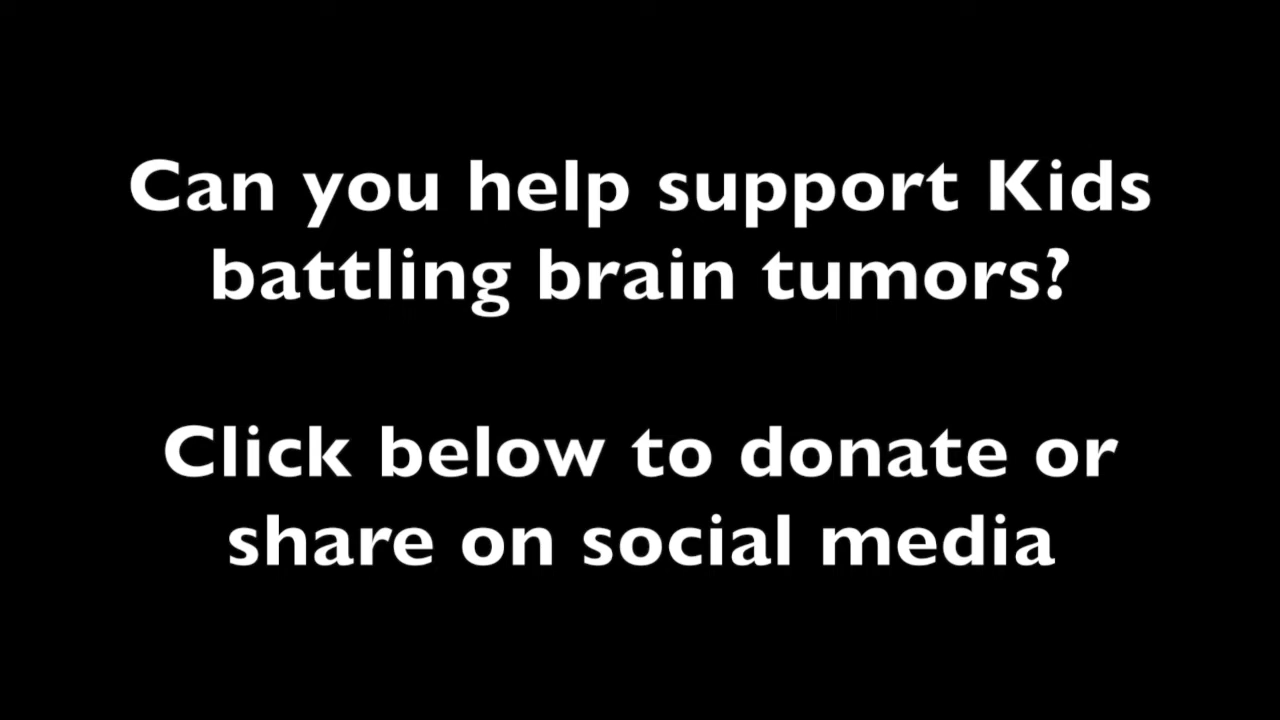 Can you help support Kids
battling brain tumors?
Click below to donate or
share on social media